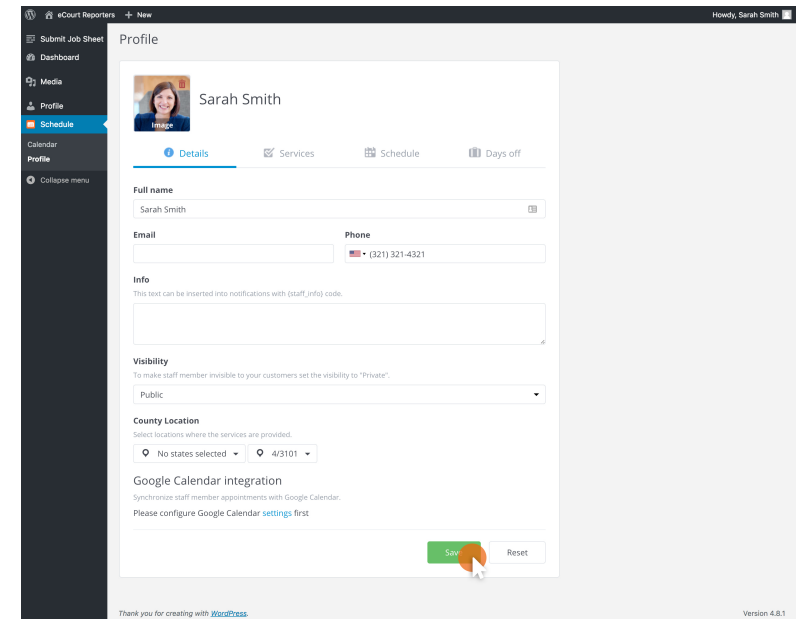 eCourt Reporters + New Howdy, Sarah Smith
Submit Job Sheet
Dashboard
Media
Profile
Schedule
Calendar
Profile
Collapse menu
Profile
Image
Sarah Smith
Details Services Schedule Days off
Full name
Sarah Smith
Email Phone
(321) 321-4321
Info
This text can be inserted into notifications with {staff_info} code.
Visibility
To make staff member invisible to your customers set the visibility to "Private".
Public
County Location
Select locations where the services are provided.
No states selected 4/3101
Google Calendar integration
Synchronize staff member appointments with Google Calendar.
Please configure Google Calendar settings first
Reset
Thank you for creating with WordPress. Version 4.8.1